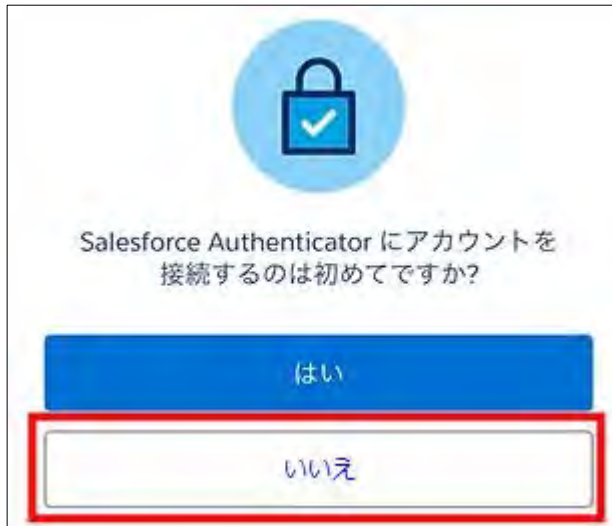 Salesforce Authenticator にアカウントを
接続するのは初めてですか?
はい
いいえ